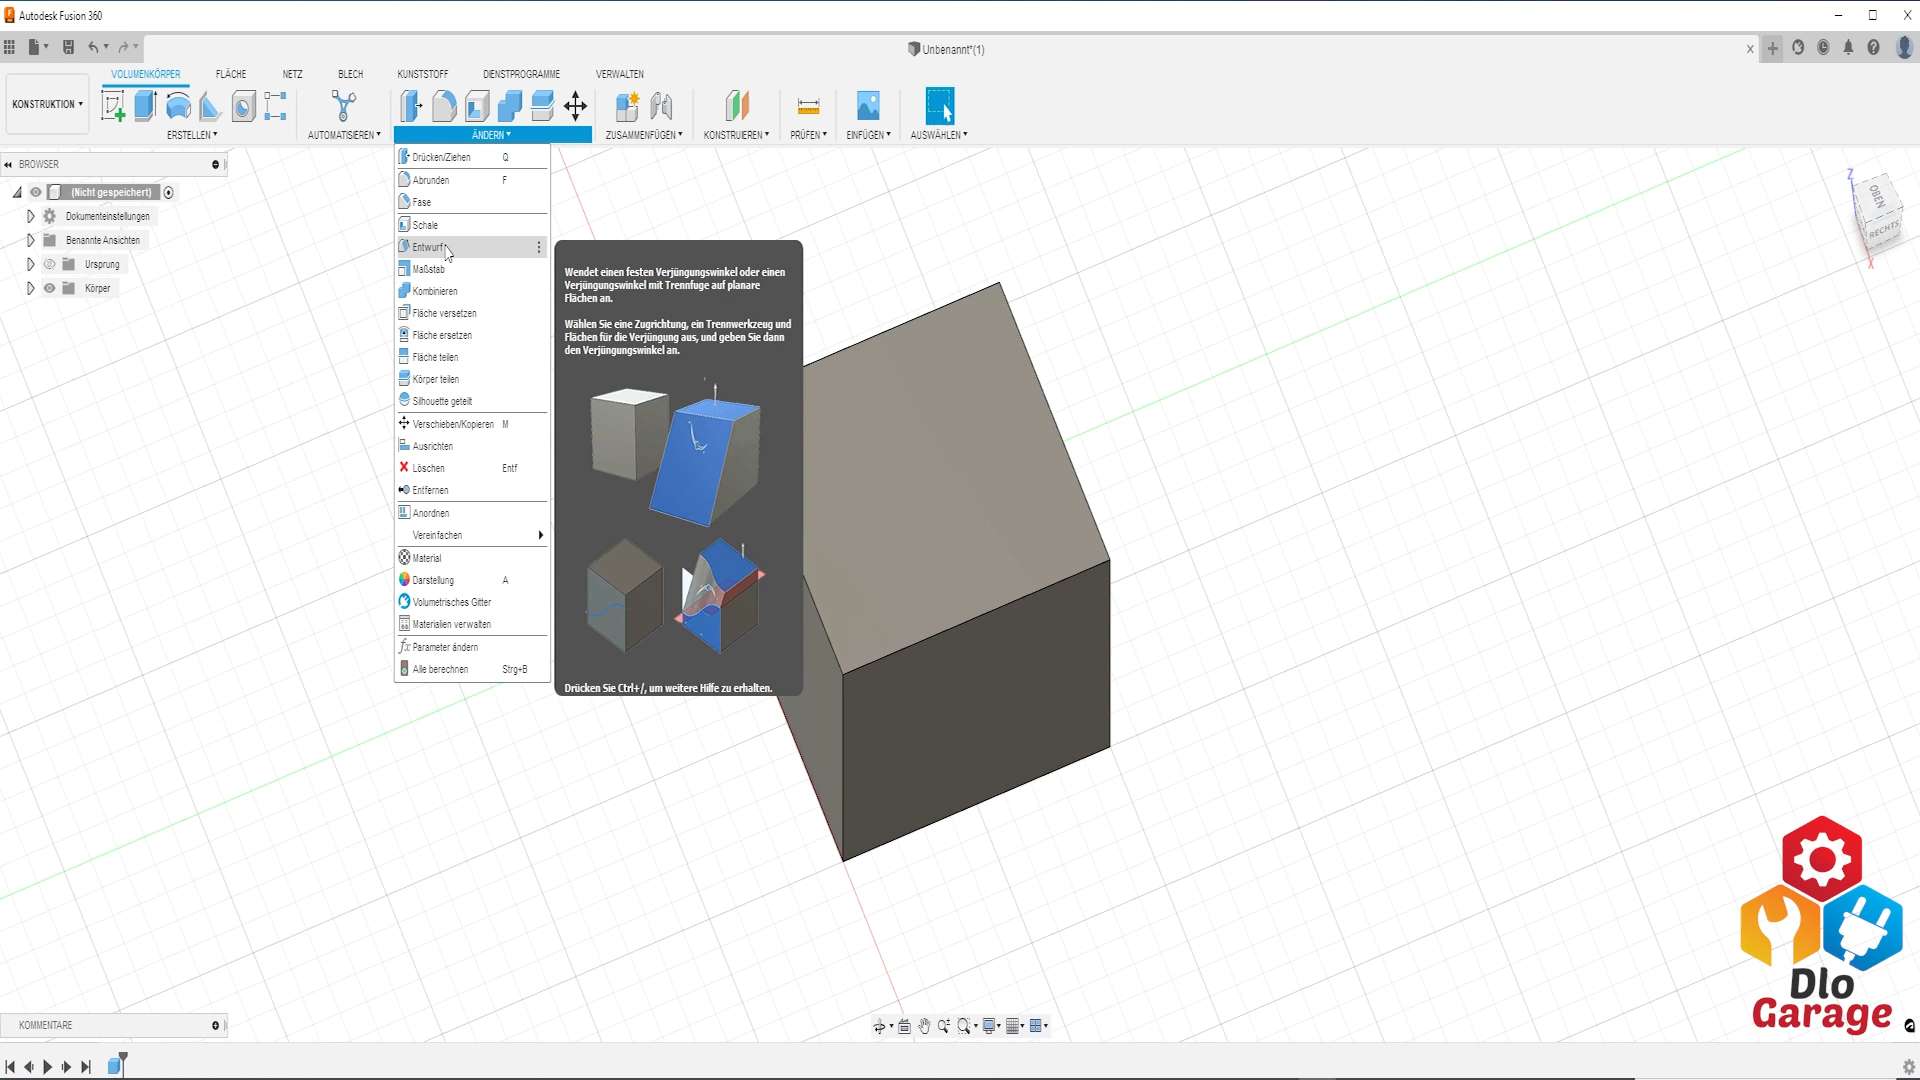 Autodesk Fusion 360
Unbenannt*(1)
VOLUMENKÖRPER
FLÄCHE
NETZ
BLECH
KUNSTSTOFF
DIENSTPROGRAMME
VERWALTEN
KONSTRUKTION
ERSTELLEN
AUTOMATISIEREN
ÄNDERN
ZUSAMMENFÜGEN
KONSTRUIEREN
PRÜFEN
EINFÜGEN
AUSWÄHLEN
BROWSER
(Nicht gespeichert)
Dokumenteinstellungen
Benannte Ansichten
Ursprung
Körper
Drücken/Ziehen Q
Abrunden F
Fase
Schale
Entwurf
Maßstab
Kombinieren
Fläche versetzen
Fläche ersetzen
Fläche teilen
Körper teilen
Silhouette geteilt
Verschieben/Kopieren M
Ausrichten
Löschen Entf
Entfernen
Anordnen
Vereinfachen
Material
Darstellung A
Volumetrisches Gitter
Materialien verwalten
Parameter ändern
Alle berechnen Strg+B
Wendet einen festen Verjüngungswinkel oder einen
Verjüngungswinkel mit Trennfuge auf planare
Flächen an.
Wählen Sie eine Zugrichtung, ein Trennwerkzeug und
Flächen für die Verjüngung aus, und geben Sie dann
den Verjüngungswinkel an.
Drücken Sie Ctrl+/, um weitere Hilfe zu erhalten.
Z
OBEN
RECHTS
X
KOMMENTARE
Dlo
Garage